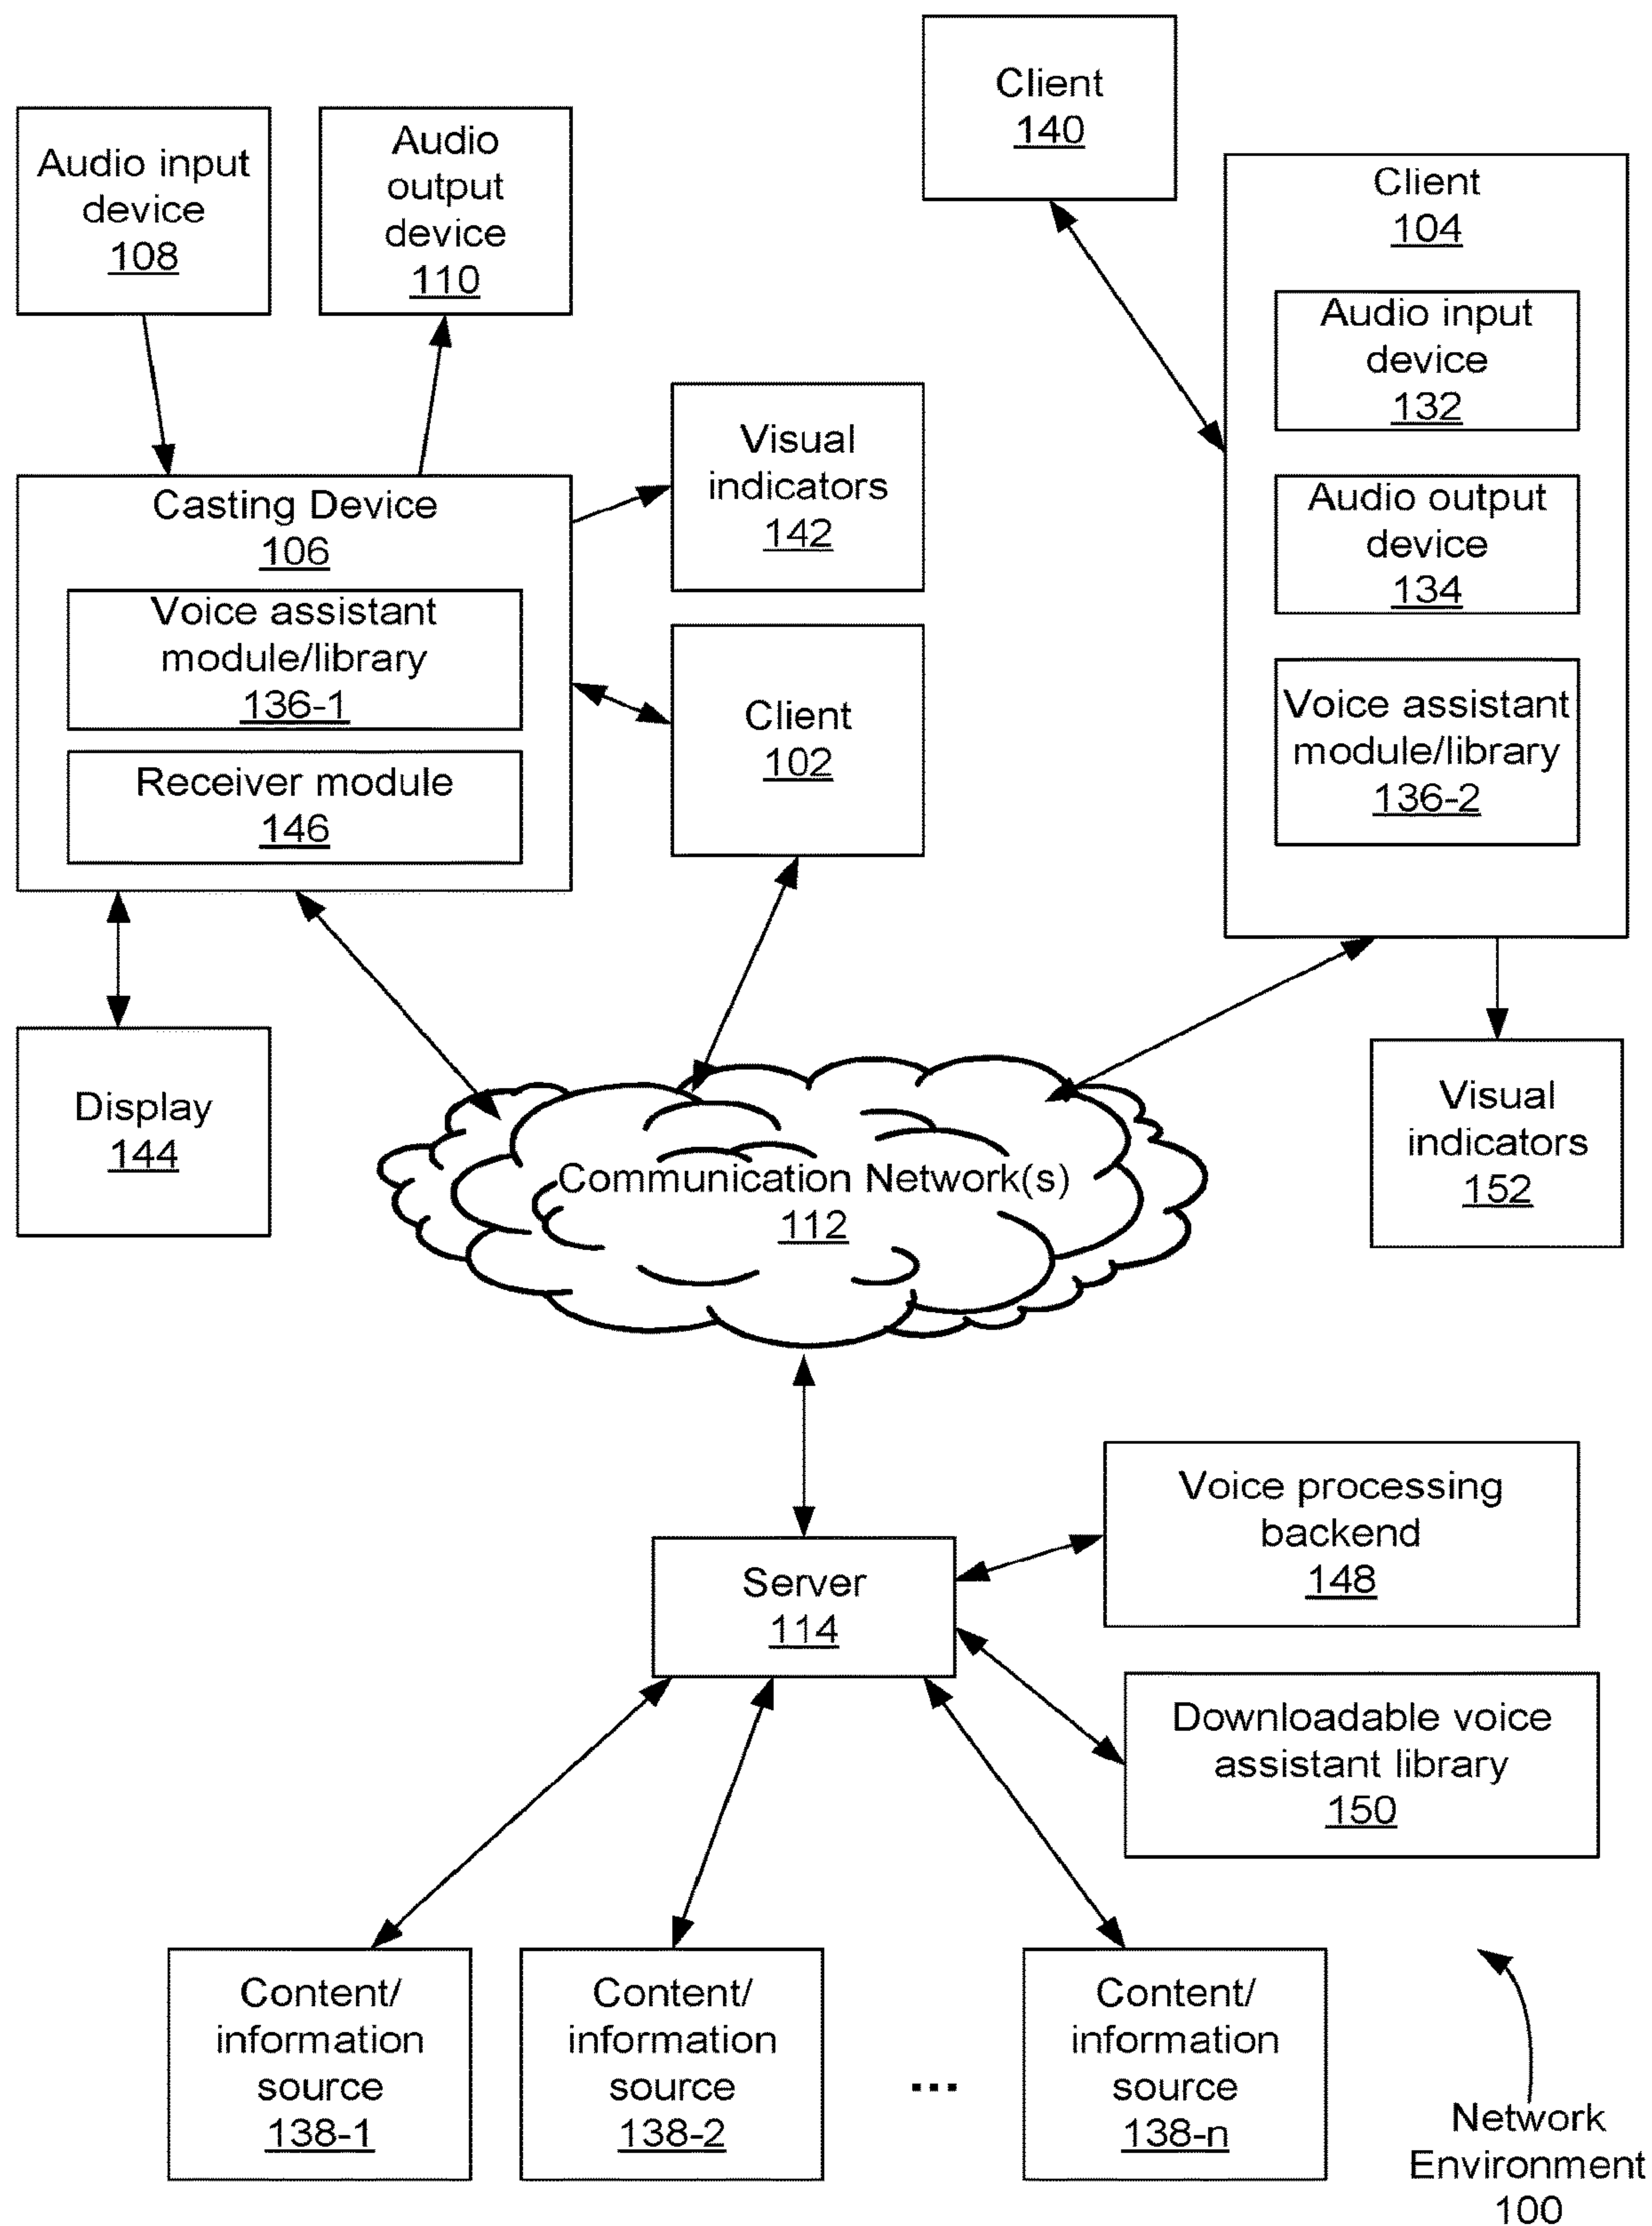 Client
140
Audio input
device
108
Audio
output
device
110
Client
104
Audio input
device
132
Audio output
device
134
Voice assistant
module/library
136-2
Visual
indicators
142
Casting Device
106
Voice assistant
module/library
136-1
Receiver module
146
Client
102
Display
144
Communication Network(s)
112
Visual
indicators
152
Server
114
Voice processing
backend
148
Downloadable voice
assistant library
150
Content/
information
source
138-1
Content/
information
source
138-2
...
Content/
information
source
138-n
Network
Environment
100